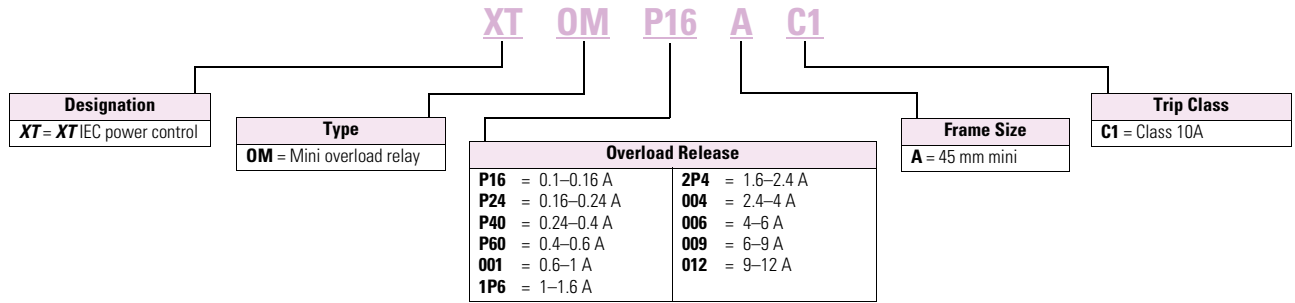 XT OM P16 A C1
Designation
XT = XT IEC power control
Type
OM = Mini overload relay
Overload Release
P16 = 0.1–0.16 A
P24 = 0.16–0.24 A
P40 = 0.24–0.4 A
P60 = 0.4–0.6 A
001 = 0.6–1 A
1P6 = 1–1.6 A
2P4 = 1.6–2.4 A
004 = 2.4–4 A
006 = 4–6 A
009 = 6–9 A
012 = 9–12 A
Frame Size
A = 45 mm mini
Trip Class
C1 = Class 10A